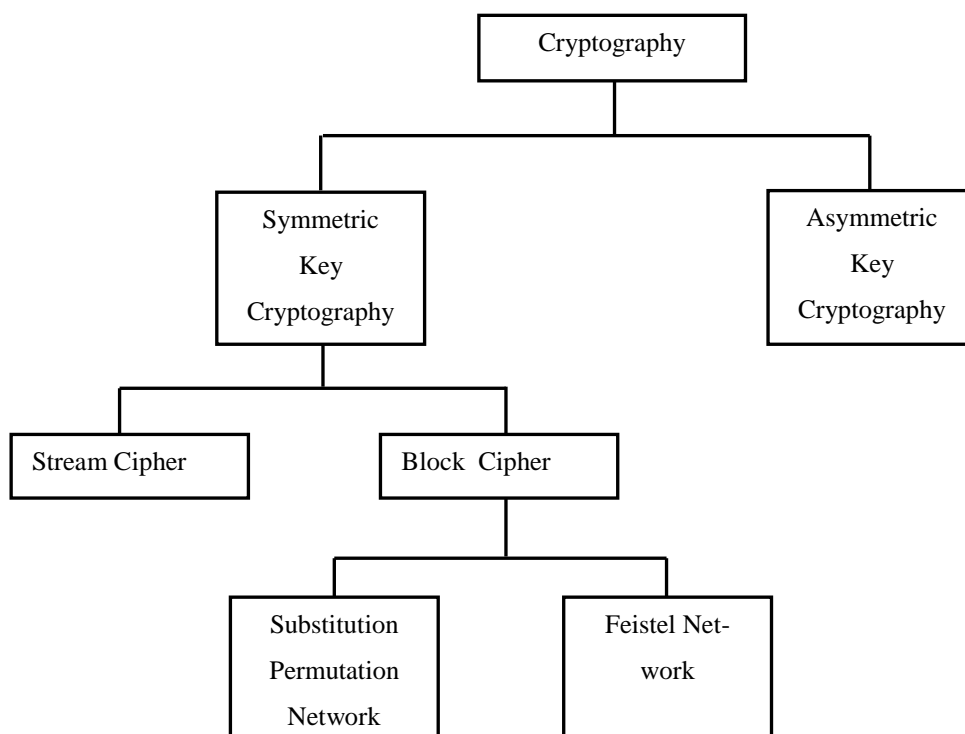 Cryptography
Symmetric
Key
Cryptography
Asymmetric
Key
Cryptography
Stream Cipher
Block Cipher
Substitution
Permutation
Network
Feistel Net-
work